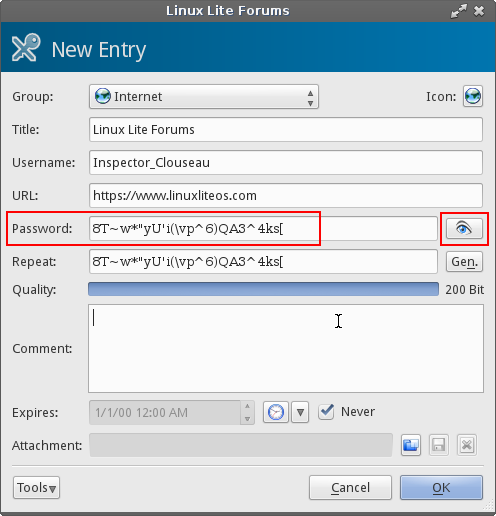 Linux Lite Forums
New Entry
Group: Internet Icon:
Title: Linux Lite Forums
Username: Inspector_Clouseau
URL: https://www.linuxliteos.com
Password: 8T~w*"yU'i(\vp^6)QA3^4ks[
Repeat: 8T~w*"yU'i(\vp^6)QA3^4ks[ Gen.
Quality: 200 Bit
Comment:
Expires: 1/1/00 12:00 AM Never
Attachment:
Tools Cancel OK